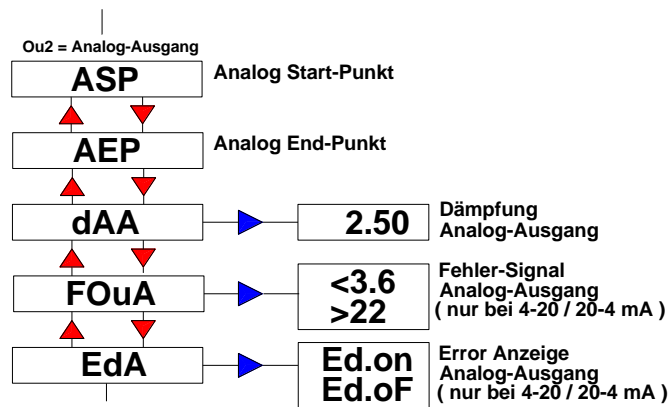 Ou2 = Analog-Ausgang
ASP
Analog Start-Punkt
AEP
Analog End-Punkt
dAA
2.50
Dämpfung
Analog-Ausgang
FOuA
<3.6
>22
Fehler-Signal
Analog-Ausgang
( nur bei 4-20 / 20-4 mA )
EdA
Ed.on
Ed.oF
Error Anzeige
Analog-Ausgang
( nur bei 4-20 / 20-4 mA )